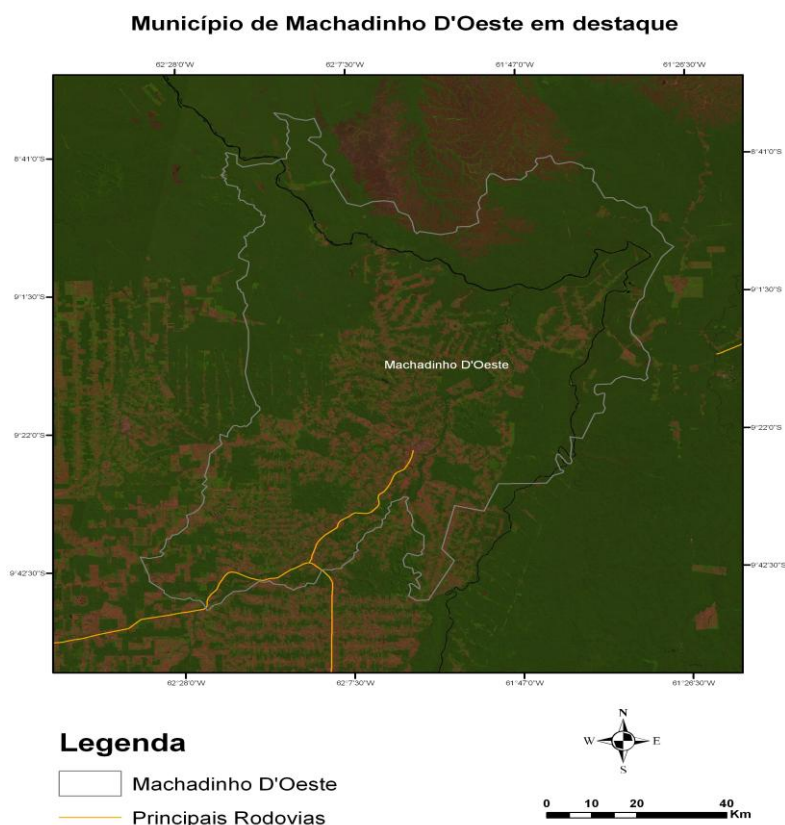 Município de Machadinho D'Oeste em destaque
62°28'0"W 62°7'30"W 61°47'0"W 61°26'30"W
8°41'0"S 8°41'0"S
9°1'30"S 9°1'30"S
Machadinho D'Oeste
9°22'0"S 9°22'0"S
9°42'30"S 9°42'30"S
62°28'0"W 62°7'30"W 61°47'0"W 61°26'30"W
Legenda
N
W E
S
Machadinho D'Oeste
Principais Rodovias
0 10 20 40
Km